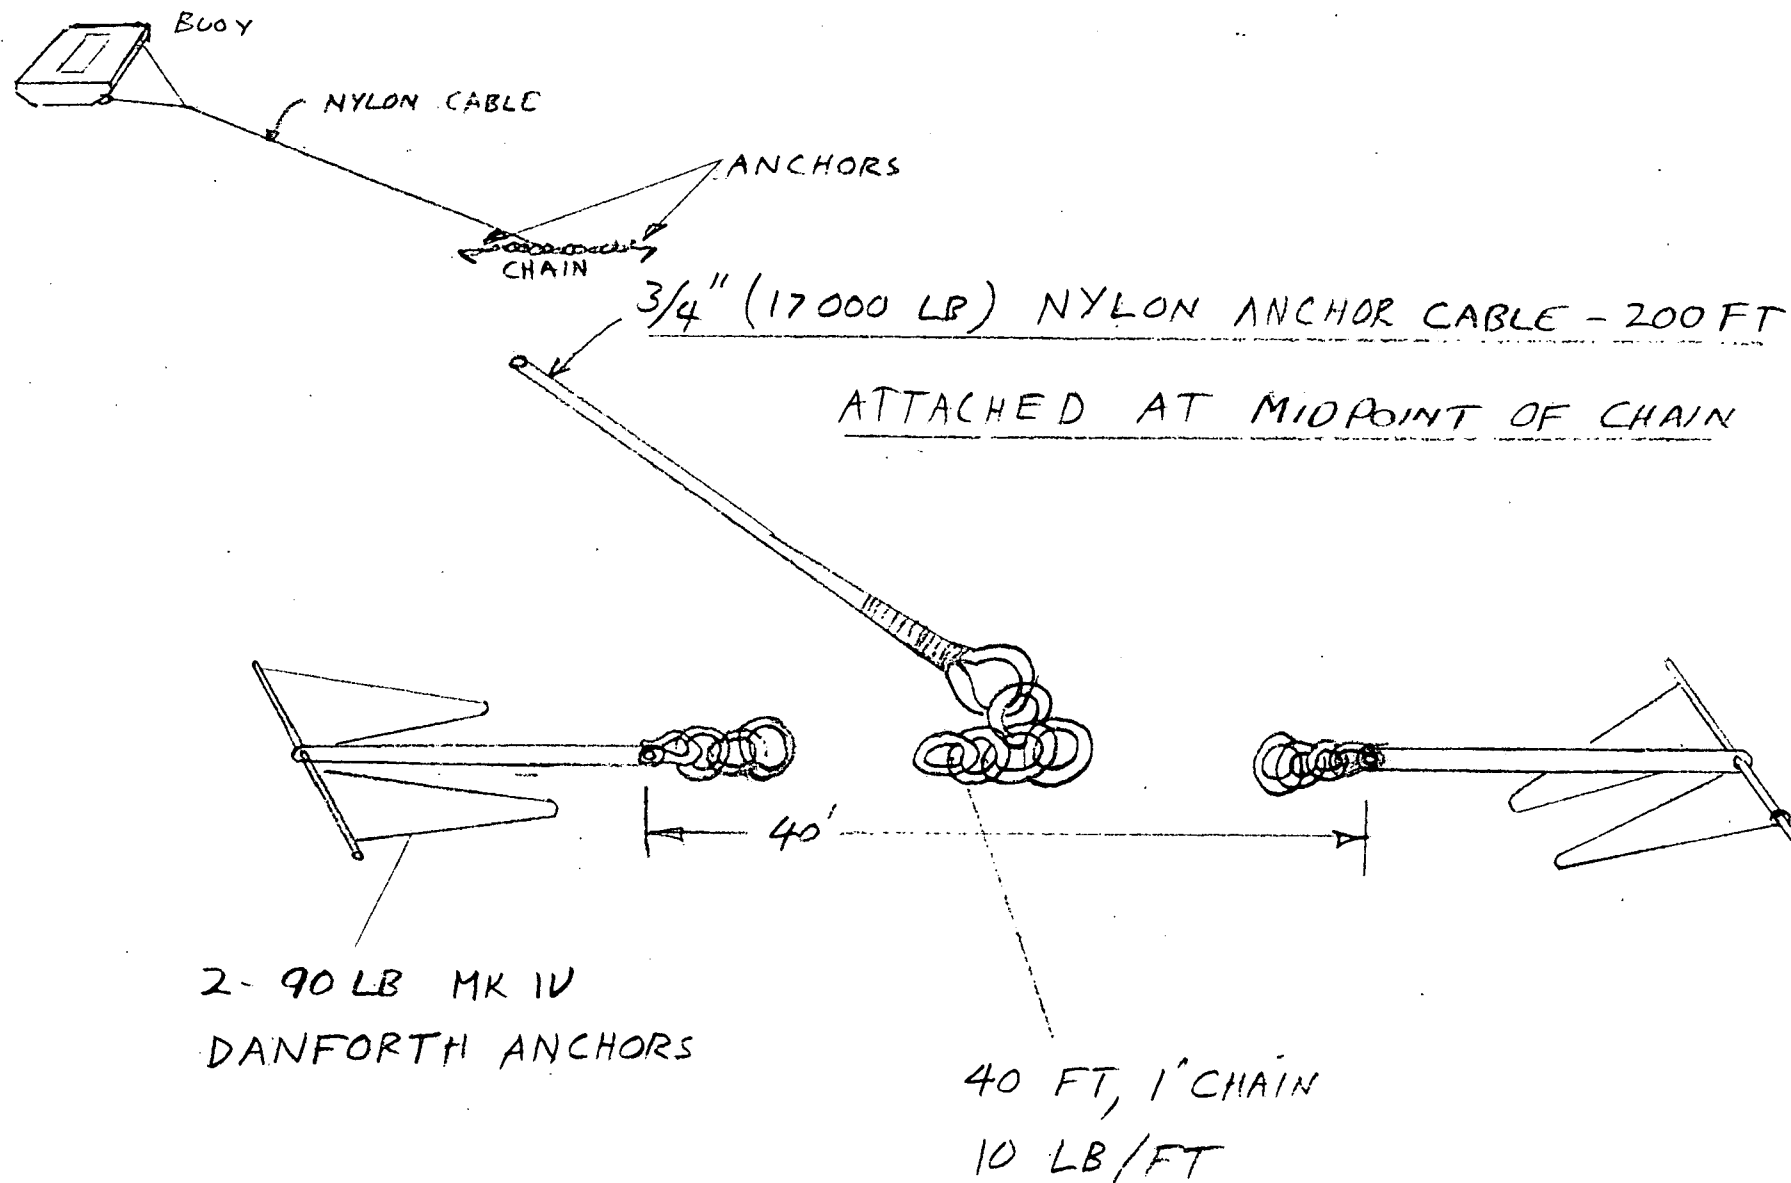 BUOY
NYLON CABLE
ANCHORS
CHAIN
3/4" (17000 LB) NYLON ANCHOR CABLE - 200 FT
ATTACHED AT MIDPOINT OF CHAIN
40'
2- 90 LB MK IV
DANFORTH ANCHORS
40 FT, 1" CHAIN
10 LB/FT